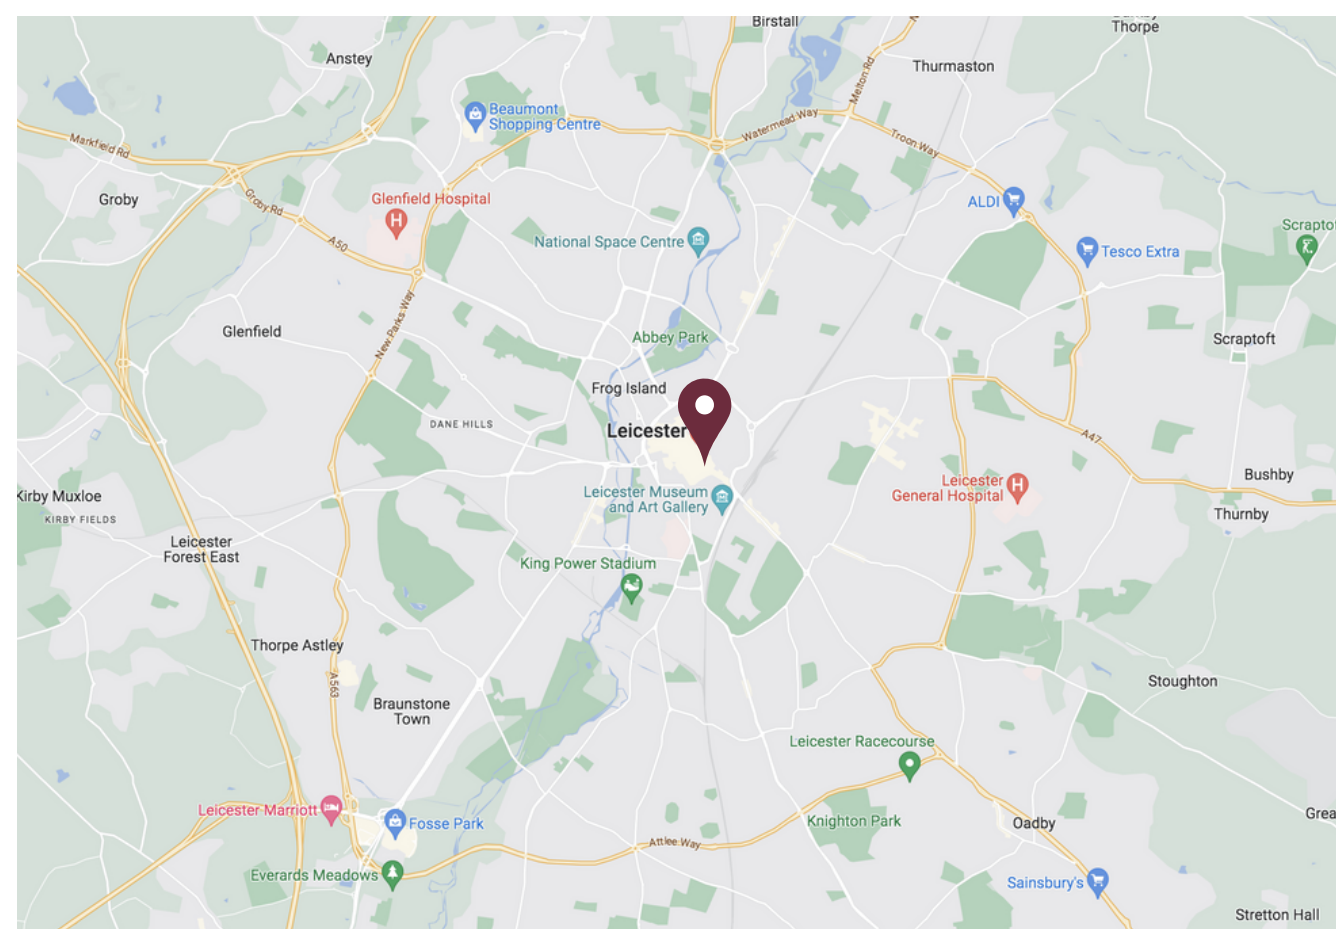 Birstall
Thorpe
Anstey
Thurmaston
Melton Rd
Beaumont
Shopping Centre
Watermead Way
Troon Way
Markfield Rd
Groby
Groby Rd
Glenfield Hospital
ALDI
A50
National Space Centre
Tesco Extra
Glenfield
New Parks Way
Abbey Park
Scraptoft
Frog Island
DANE HILLS
Leicester
A47
Bushby
Leicester
General Hospital
Thurnby
Kirby Muxloe
KIRBY FIELDS
Leicester Museum
and Art Gallery
Leicester
Forest East
King Power Stadium
Thorpe Astley
A563
Stoughton
Braunstone
Town
Leicester Racecourse
Leicester Marriott
Fosse Park
Knighton Park
Oadby
Attlee Way
Everards Meadows
Sainsbury's
Stretton Hall